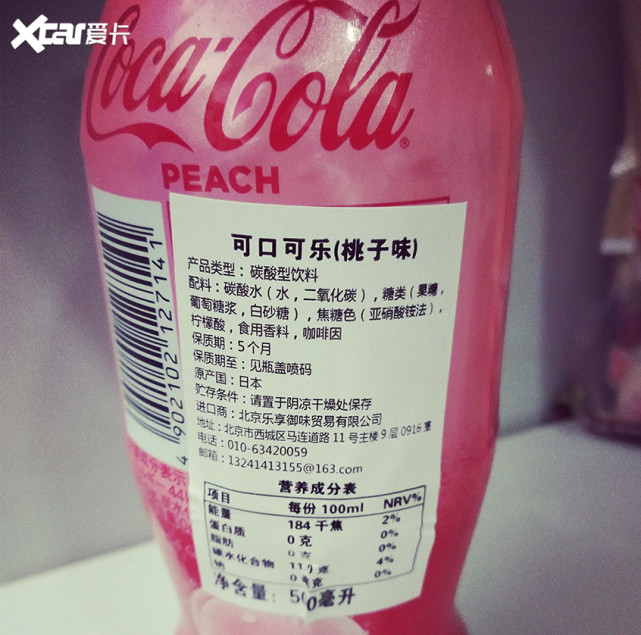 Xcar爱卡
Coca-Cola
PEACH
可口可乐(桃子味)
产品类型：碳酸型饮料
配料：碳酸水（水，二氧化碳），糖类（果糖，
葡萄糖浆，白砂糖），焦糖色（亚硝酸铵法），
柠檬酸，食用香料，咖啡因
保质期：5个月
保质期至：见瓶盖喷码
原产国：日本
贮存条件：请置于阴凉干燥处保存
进口商：北京乐享御味贸易有限公司
地址：北京市西城区马连道路11号主楼9层0916室
电话：010-63420059
邮箱：13241413155@163.com
营养成分表
项目 每份 100ml NRV%
能量 184千焦 2%
蛋白质 0克 0%
脂肪 0克 0%
碳水化合物 11.0克 4%
钠 0毫克 0%
净含量：500毫升
4 902102 127141